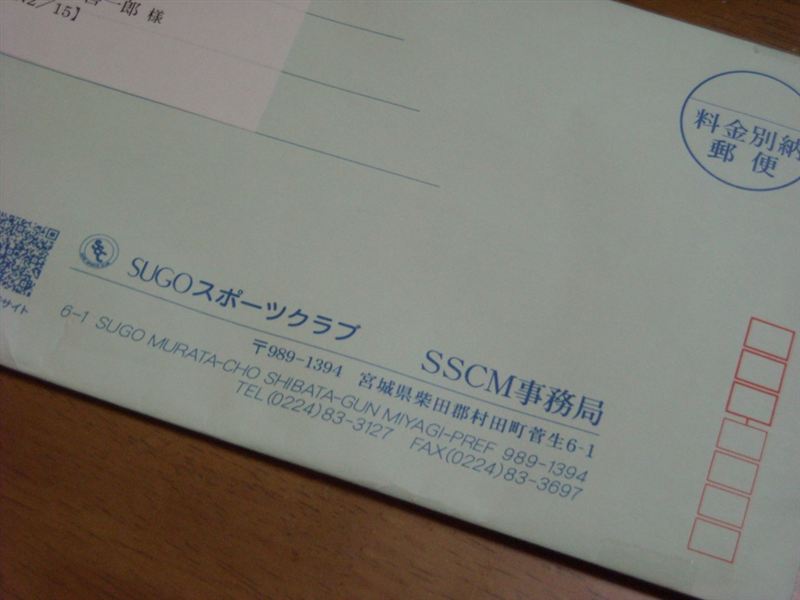 一郎 様
2/15】
料金別納
郵便
SUGOスポーツクラブ SSCM事務局
〒989-1394 宮城県柴田郡村田町菅生6-1
6-1 SUGO MURATA-CHO SHIBATA-GUN MIYAGI-PREF 989-1394
TEL(0224)83-3127 FAX(0224)83-3697
サイト